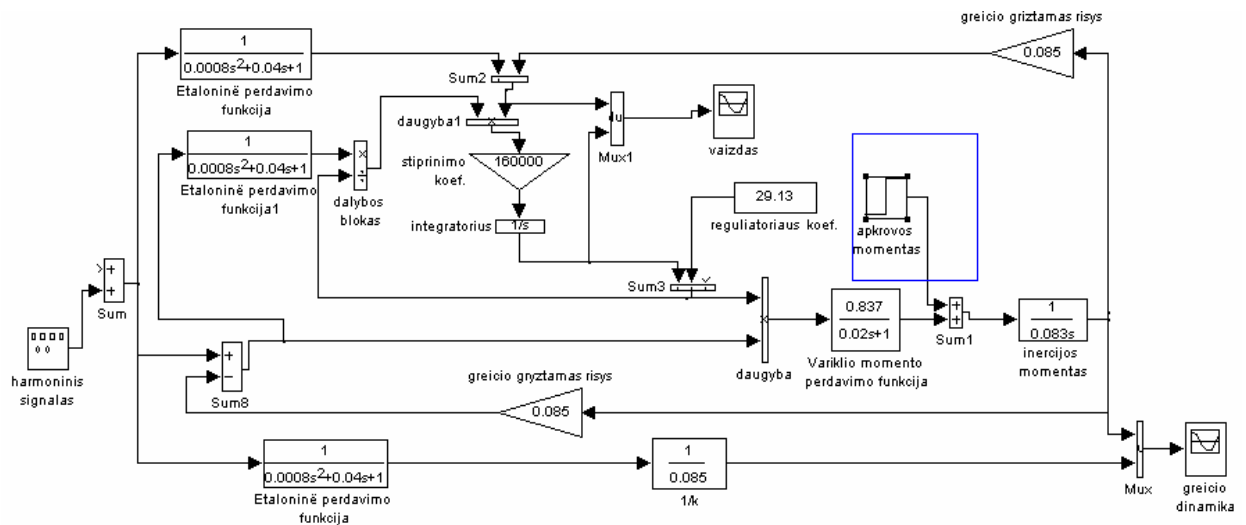 greicio griztamas risys
0.085
1
0.0008s2+0.04s+1
Etaloninë perdavimo
funkcija
Sum2
daugyba1
1
0.0008s2+0.04s+1
Etaloninë perdavimo
funkcija1
dalybos
blokas
stiprinimo
koef.
160000
Mux1
vaizdas
integratorius
1/s
29.13
reguliatoriaus koef.
apkrovos
momentas
Sum3
Sum
harmoninis
signalas
Sum8
daugyba
0.837
0.02s+1
Variklio momento
perdavimo funkcija
Sum1
1
0.083s
inercijos
momentas
greicio gryztamas risys
0.085
1
0.0008s2+0.04s+1
Etaloninë perdavimo
funkcija
1
0.085
1/k
Mux
greicio
dinamika